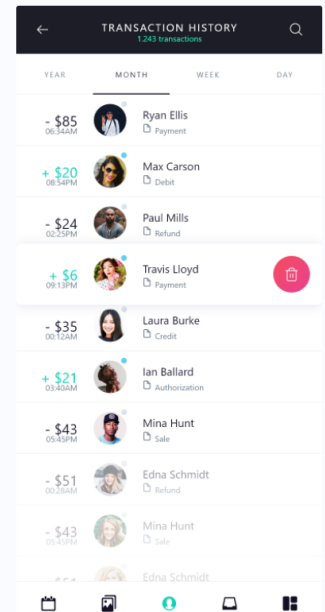 TRANSACTION HISTORY
1.243 transactions
YEAR MONTH WEEK DAY
- $85 Ryan Ellis
06:34AM Payment
+ $20 Max Carson
08:54PM Debit
- $24 Paul Mills
02:25PM Refund
+ $6 Travis Lloyd
09:13PM Payment
- $35 Laura Burke
00:12AM Credit
+ $21 Ian Ballard
03:40AM Authorization
- $43 Mina Hunt
05:45PM Sale
- $51 Edna Schmidt
00:28AM Refund
- $43 Mina Hunt
05:45PM Sale
Edna Schmidt